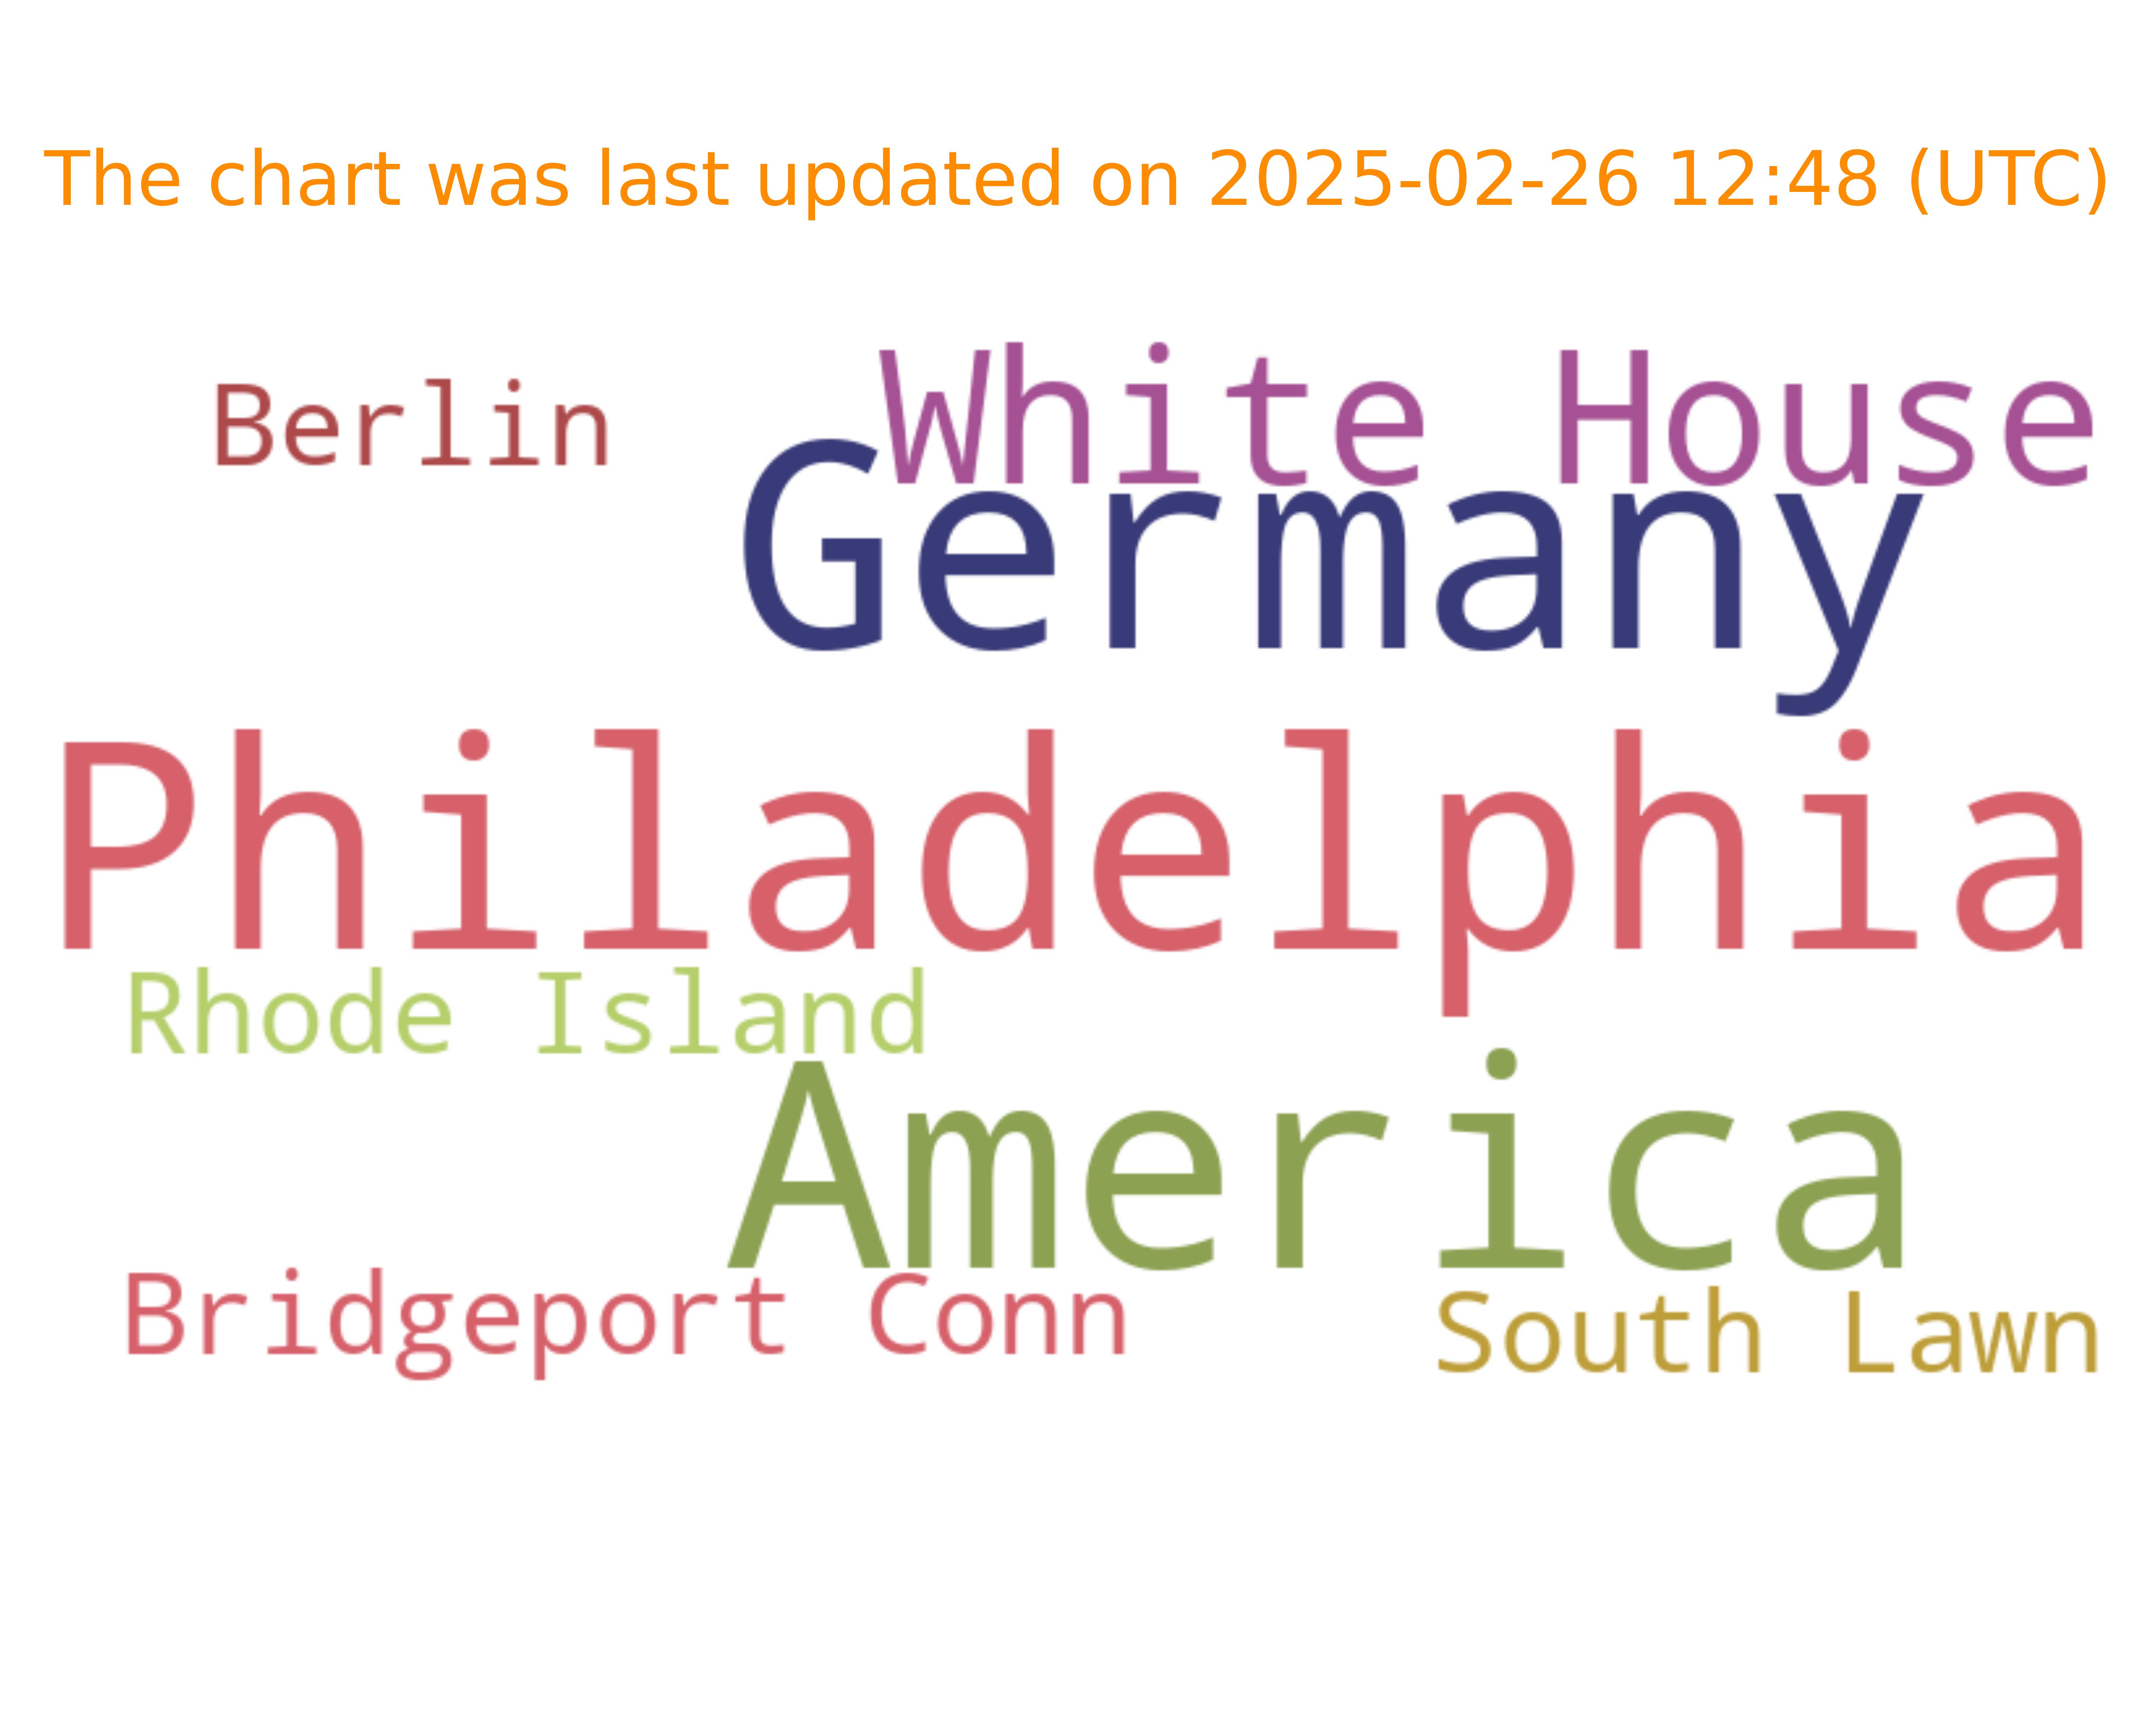 The chart was last updated on 2025-02-26 12:48 (UTC)
Berlin
White House
Germany
Philadelphia
Rhode Island
America
Bridgeport Conn
South Lawn